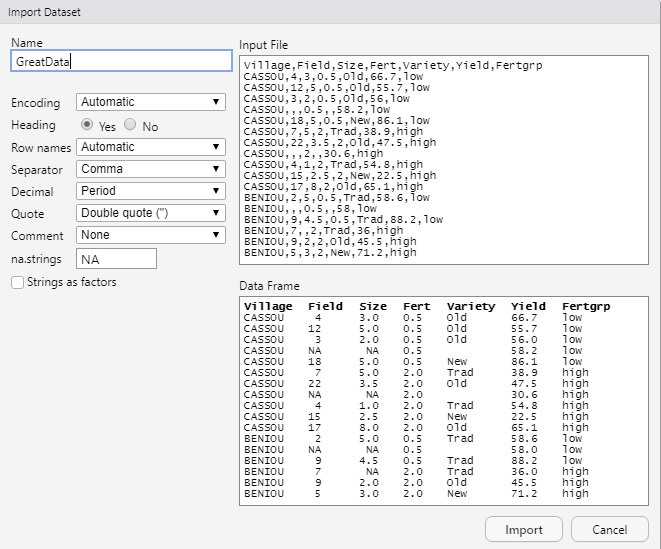 Import Dataset
Name
GreatData
Encoding Automatic
Heading Yes No
Row names Automatic
Separator Comma
Decimal Period
Quote Double quote (")
Comment None
na.strings NA
Strings as factors
Input File
Village,Field,Size,Fert,Variety,Yield,Fertgrp
CASSOU,4,3,0.5,Old,66.7,low
CASSOU,12,5,0.5,Old,55.7,low
CASSOU,3,2,0.5,Old,56,low
CASSOU,,,0.5,,58.2,low
CASSOU,18,5,0.5,New,86.1,low
CASSOU,7,5,2,Trad,38.9,high
CASSOU,22,3.5,2,Old,47.5,high
CASSOU,,,2,,30.6,high
CASSOU,4,1,2,Trad,54.8,high
CASSOU,15,2.5,2,New,22.5,high
CASSOU,17,8,2,Old,65.1,high
BENIOU,2,5,0.5,Trad,58.6,low
BENIOU,,,0.5,,58,low
BENIOU,9,4.5,0.5,Trad,88.2,low
BENIOU,7,,2,Trad,36,high
BENIOU,9,2,2,Old,45.5,high
BENIOU,5,3,2,New,71.2,high
Data Frame
Village Field Size Fert Variety Yield Fertgrp
CASSOU 4 3.0 0.5 Old 66.7 low
CASSOU 12 5.0 0.5 Old 55.7 low
CASSOU 3 2.0 0.5 Old 56.0 low
CASSOU NA NA 0.5 58.2 low
CASSOU 18 5.0 0.5 New 86.1 low
CASSOU 7 5.0 2.0 Trad 38.9 high
CASSOU 22 3.5 2.0 Old 47.5 high
CASSOU NA NA 2.0 30.6 high
CASSOU 4 1.0 2.0 Trad 54.8 high
CASSOU 15 2.5 2.0 New 22.5 high
CASSOU 17 8.0 2.0 Old 65.1 high
BENIOU 2 5.0 0.5 Trad 58.6 low
BENIOU NA NA 0.5 58.0 low
BENIOU 9 4.5 0.5 Trad 88.2 low
BENIOU 7 NA 2.0 Trad 36.0 high
BENIOU 9 2.0 2.0 Old 45.5 high
BENIOU 5 3.0 2.0 New 71.2 high
Import Cancel